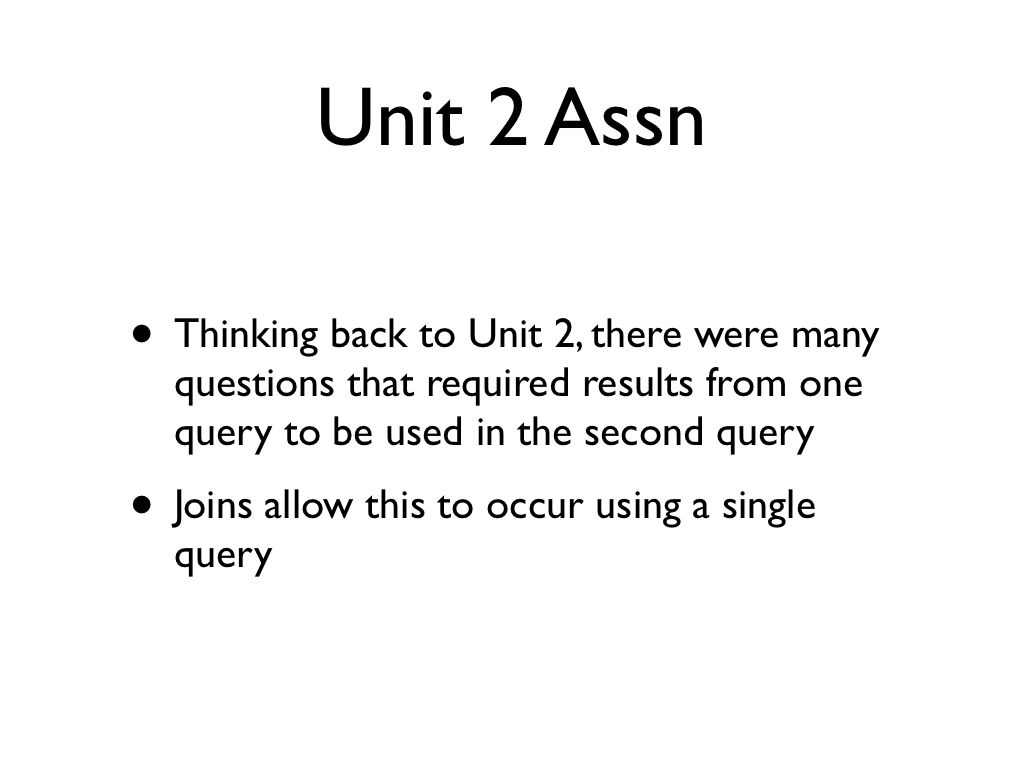 Unit 2 Assn
• Thinking back to Unit 2, there were many
questions that required results from one
query to be used in the second query
• Joins allow this to occur using a single
query